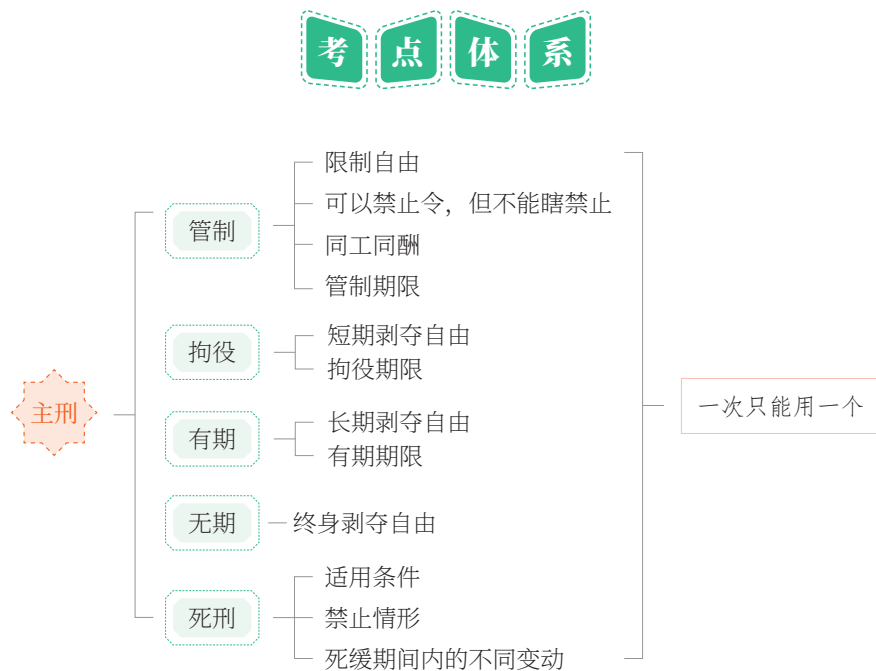 考点体系
主刑
管制
限制自由
可以禁止令，但不能瞎禁止
同工同酬
管制期限
拘役
短期剥夺自由
拘役期限
有期
长期剥夺自由
有期期限
无期
终身剥夺自由
死刑
适用条件
禁止情形
死缓期间内的不同变动
一次只能用一个